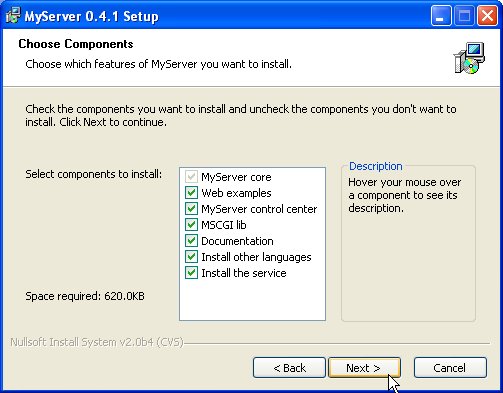 MyServer 0.4.1 Setup
Choose Components
Choose which features of MyServer you want to install.
Check the components you want to install and uncheck the components you don't want to
install. Click Next to continue.
Select components to install:
MyServer core
Web examples
MyServer control center
MSCGI lib
Documentation
Install other languages
Install the service
Description
Hover your mouse over
a component to see its
description.
Space required: 620.0KB
Nullsoft Install System v2.0b4 (CVS)
< Back
Next >
Cancel